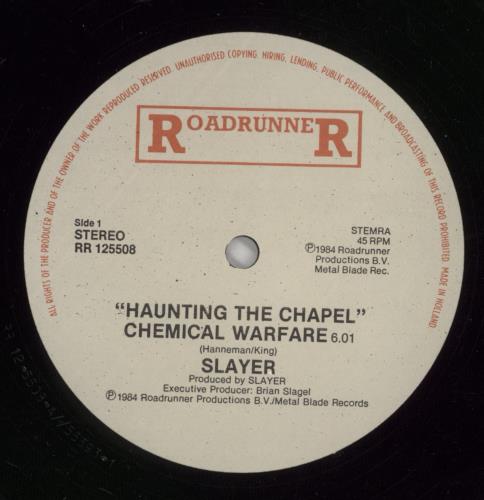 ALL RIGHTS OF THE PRODUCER AND OF THE OWNER OF THE WORK REPRODUCED RESERVED. UNAUTHORISED COPYING, HIRING, LENDING, PUBLIC PERFORMANCE AND BROADCASTING OF THIS RECORD PROHIBITED. MADE IN HOLLAND
ROADRUNNER
Side 1
STEREO
RR 125508
STEMRA
45 RPM
Ⓟ1984 Roadrunner
Productions B.V.
Metal Blade Rec.
“HAUNTING THE CHAPEL”
CHEMICAL WARFARE 6.01
(Hanneman/King)
SLAYER
Produced by SLAYER
Executive Producer: Brian Slagel
Ⓟ1984 Roadrunner Productions B.V./Metal Blade Records